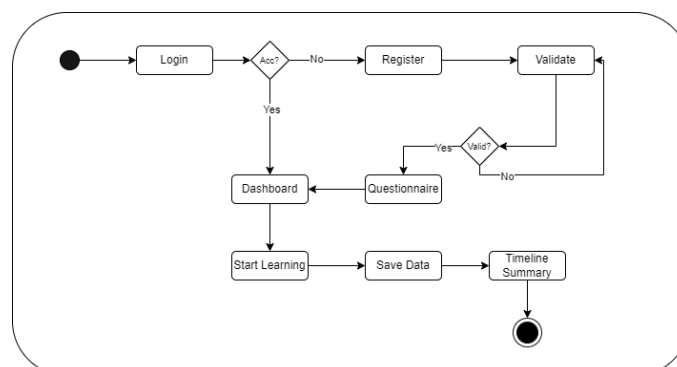 Login
Acc?
No
Register
Validate
Yes
Valid?
Yes
No
Dashboard
Questionnaire
Start Learning
Save Data
Timeline
Summary